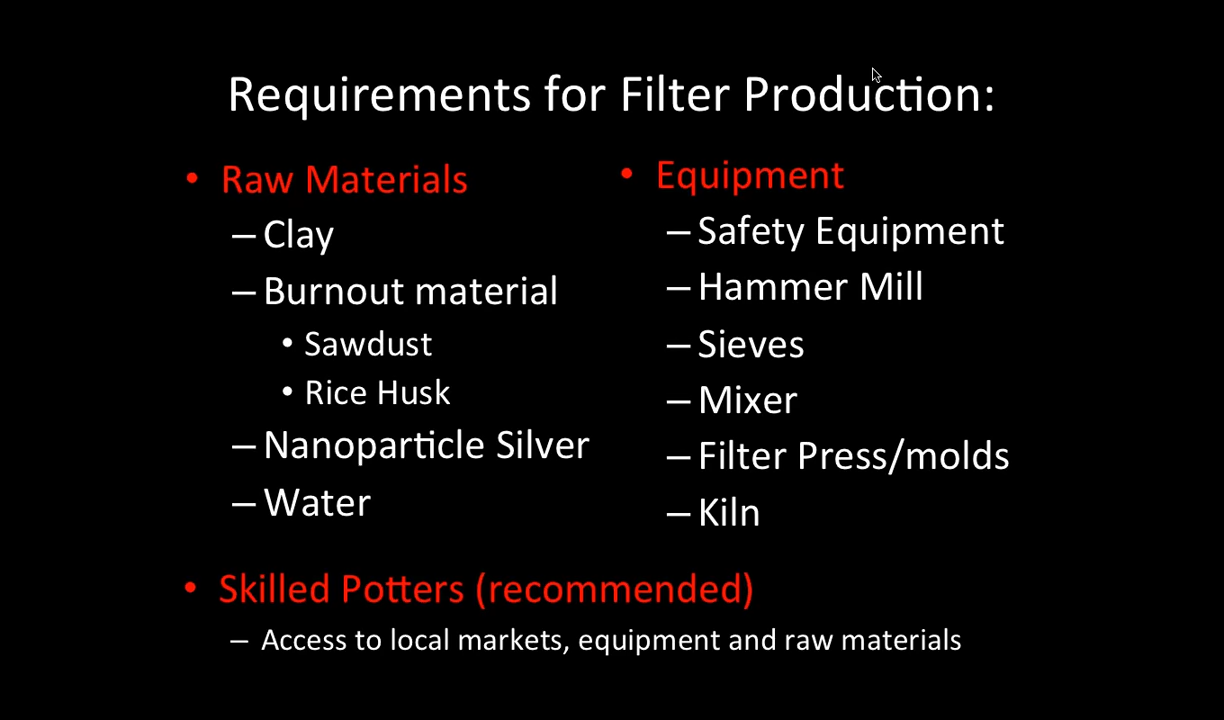 Requirements for Filter Production:
• Raw Materials
– Clay
– Burnout material
• Sawdust
• Rice Husk
– Nanoparticle Silver
– Water
• Equipment
– Safety Equipment
– Hammer Mill
– Sieves
– Mixer
– Filter Press/molds
– Kiln
• Skilled Potters (recommended)
– Access to local markets, equipment and raw materials